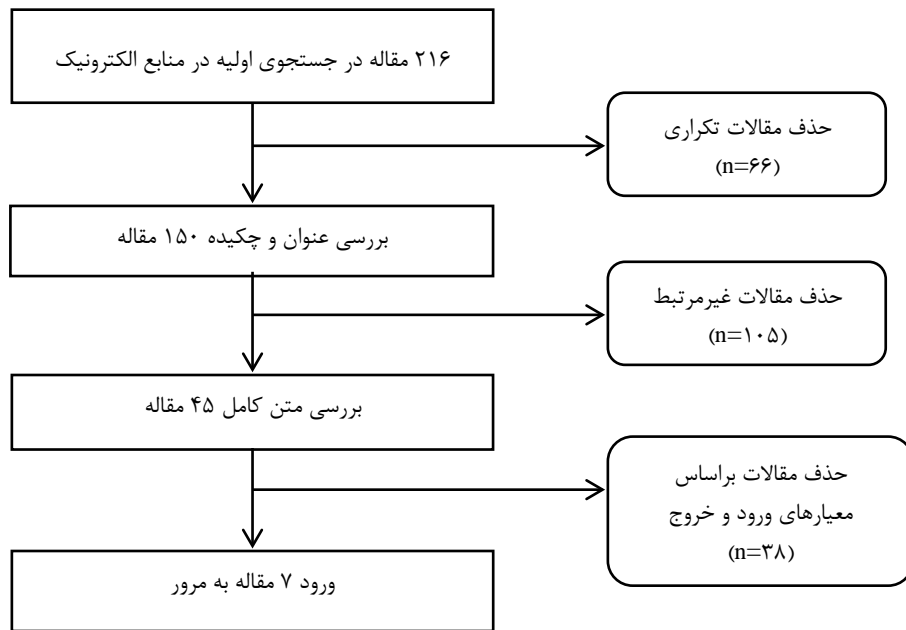 ۲۱۶ مقاله در جستجوی اولیه در منابع الکترونیک
حذف مقالات تکراری
(n=۶۶)
بررسی عنوان و چکیده ۱۵۰ مقاله
حذف مقالات غیرمرتبط
(n=۱۰۵)
بررسی متن کامل ۴۵ مقاله
حذف مقالات براساس
معیارهای ورود و خروج
(n=۳۸)
ورود ۷ مقاله به مرور